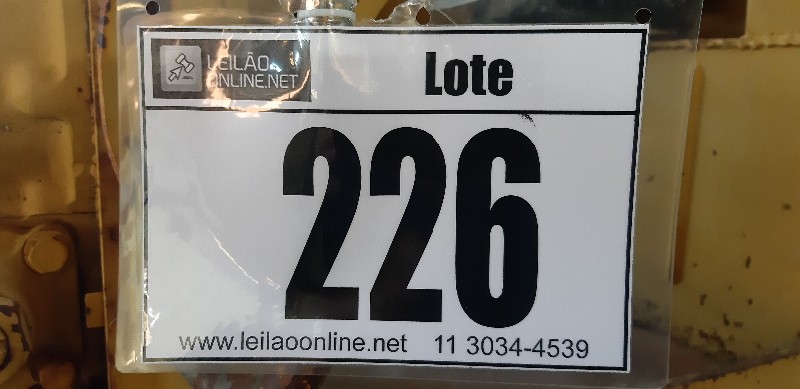 LEILÃO
ONLINE.NET
Lote
226
www.leilaoonline.net 11 3034-4539